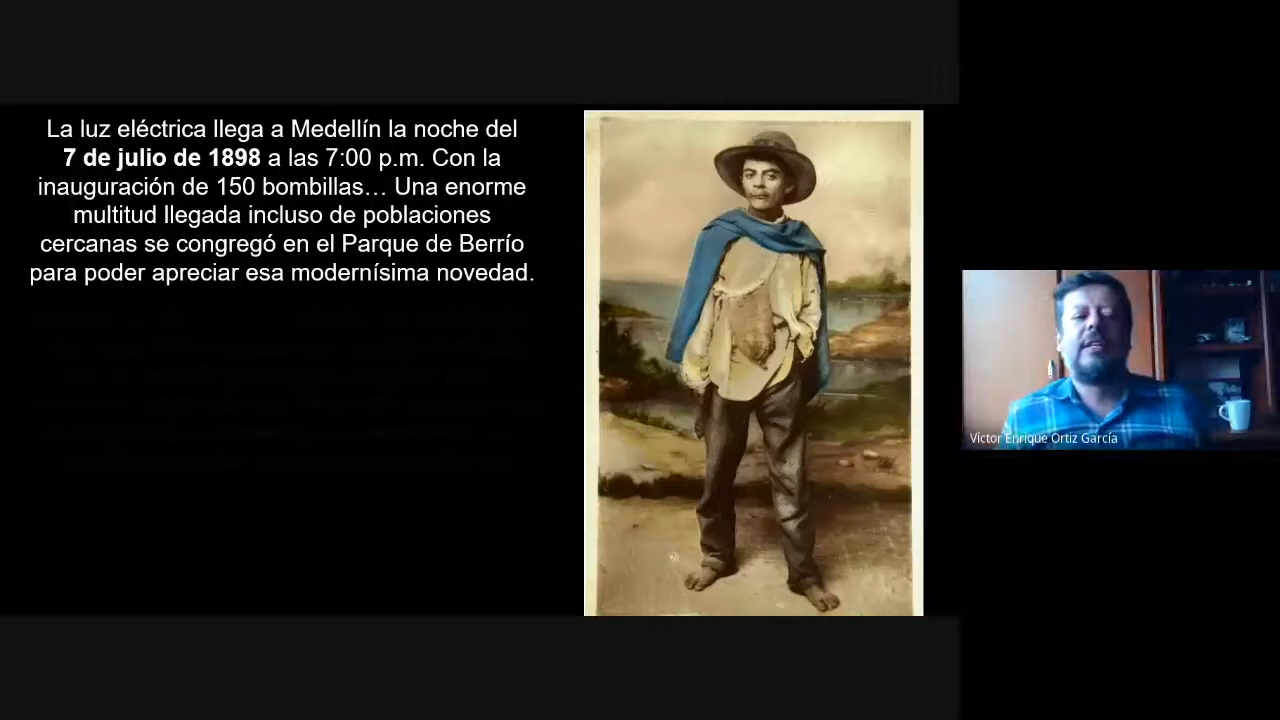 La luz eléctrica llega a Medellín la noche del
7 de julio de 1898 a las 7:00 p.m. Con la
inauguración de 150 bombillas… Una enorme
multitud llegada incluso de poblaciones
cercanas se congregó en el Parque de Berrío
para poder apreciar esa modernísima novedad.
Víctor Enrique Ortiz García